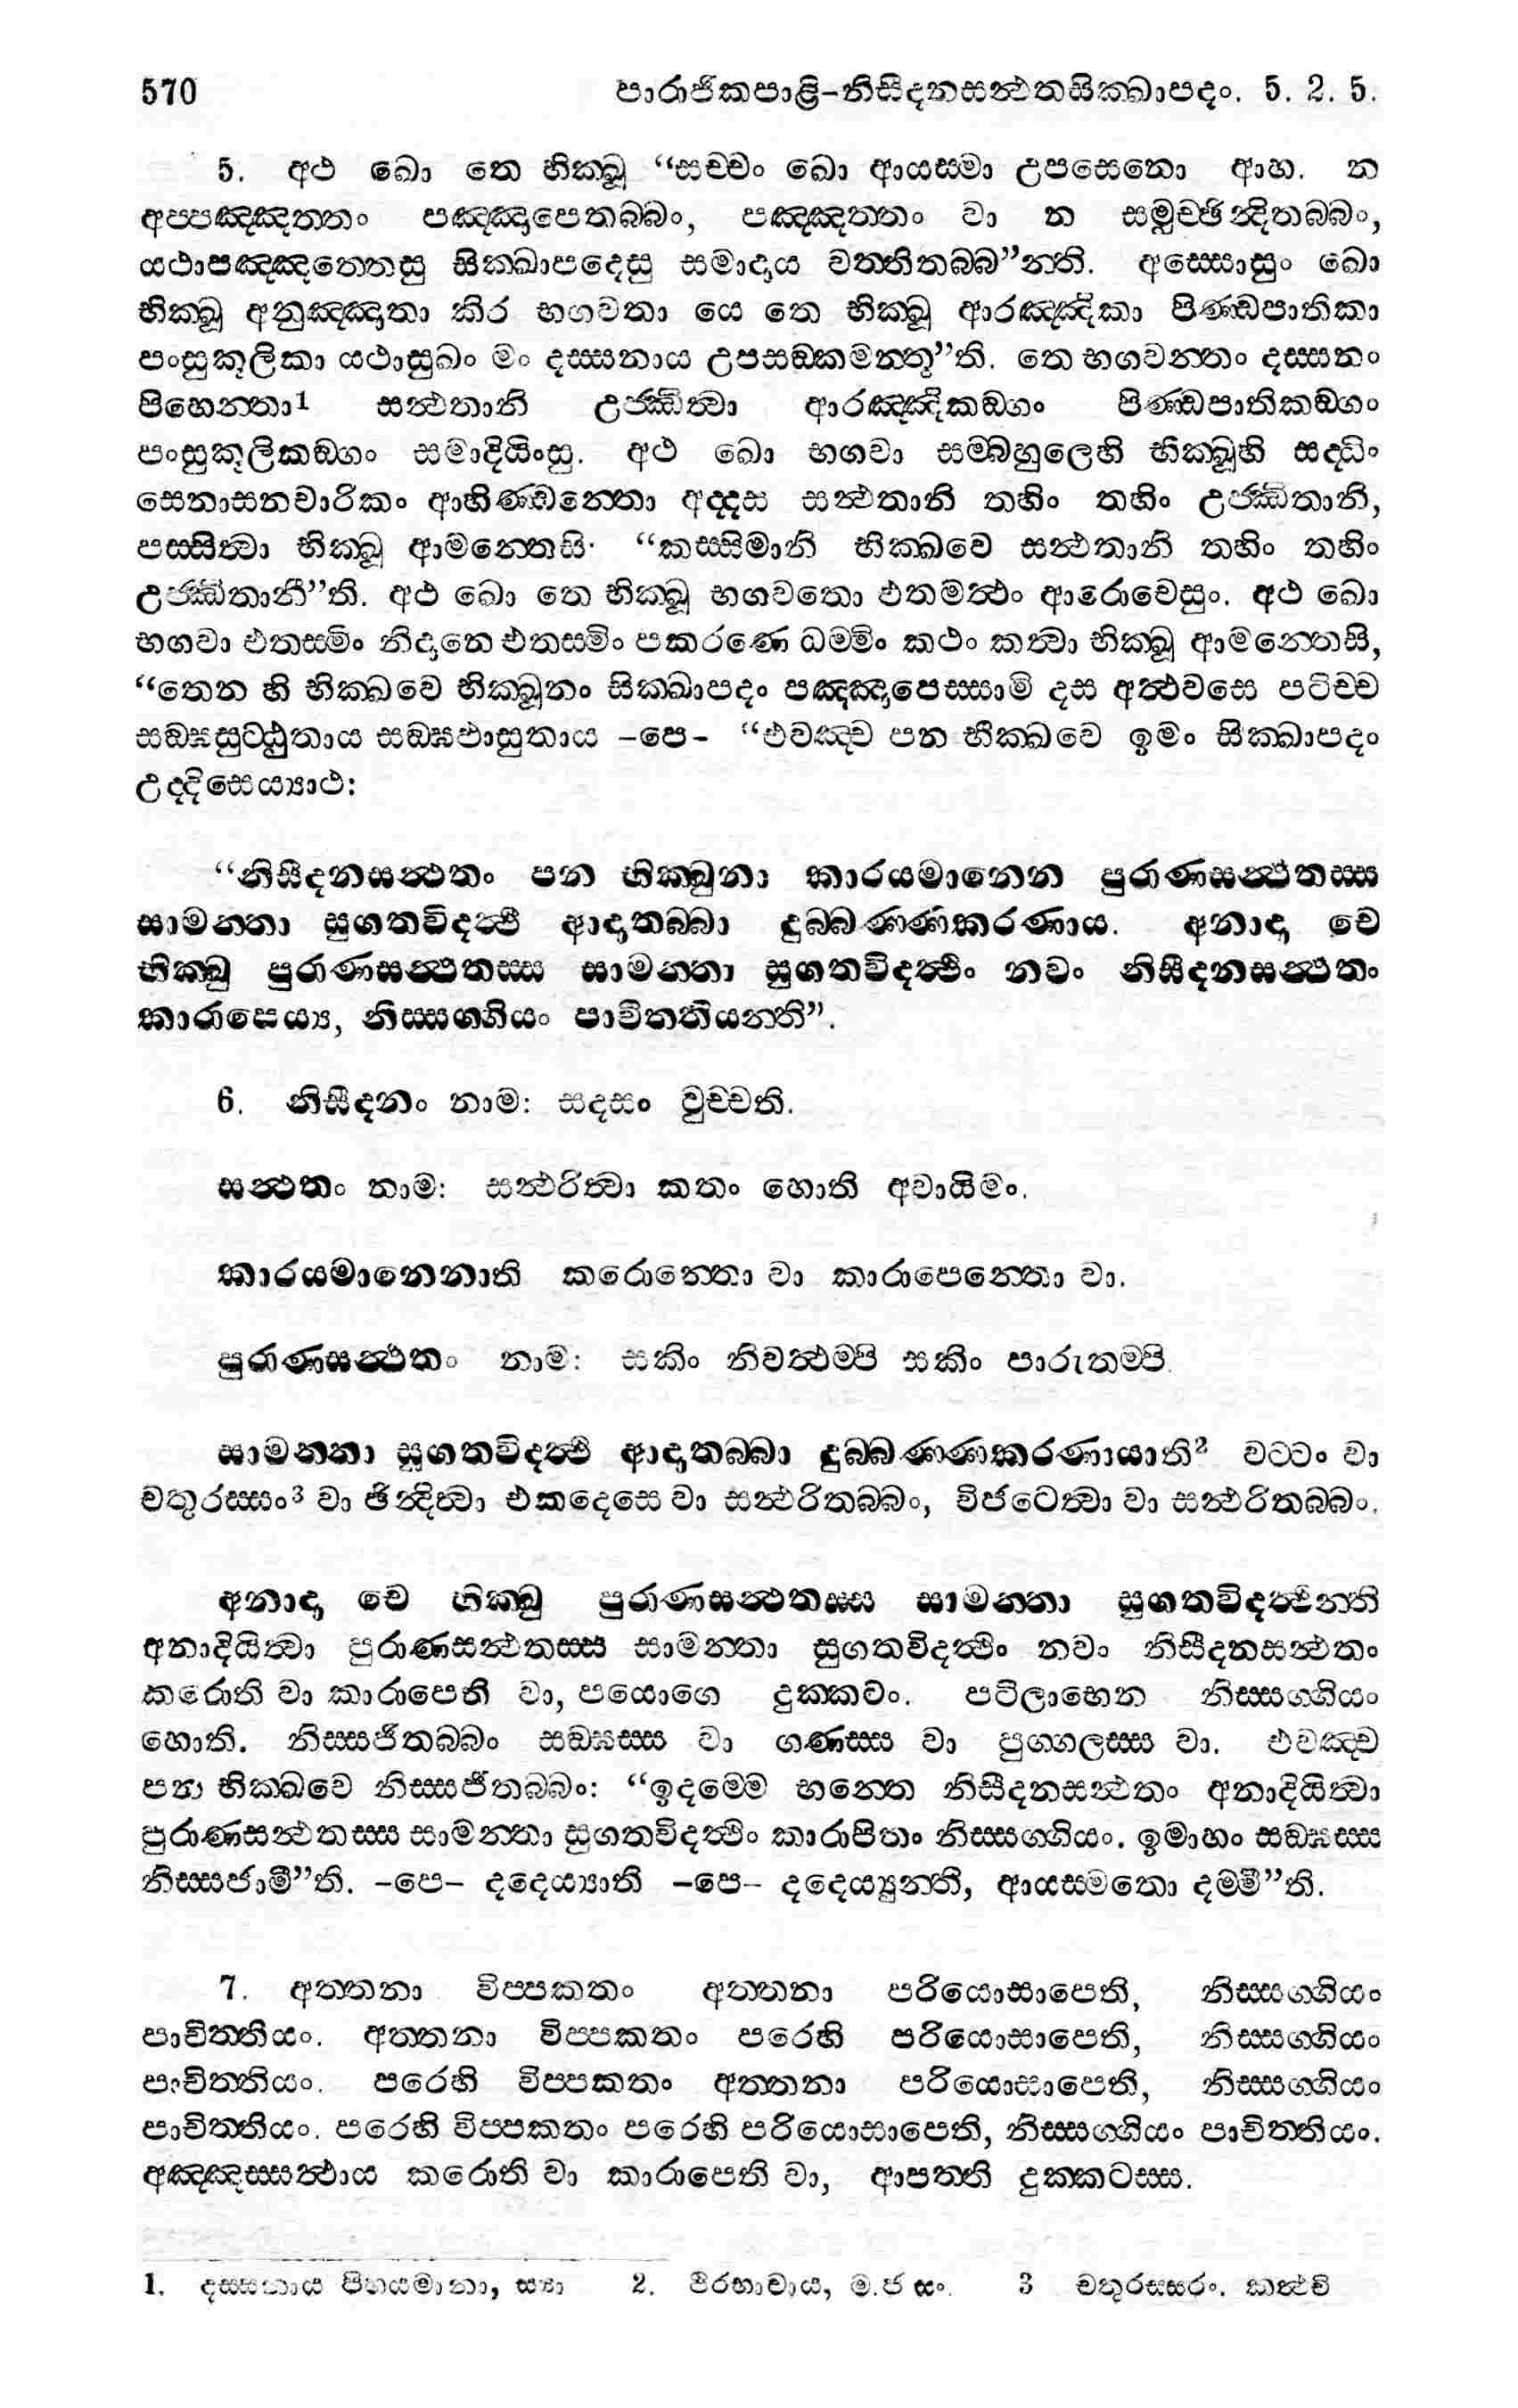 570 පාරාජිකපාළි-නිසීදනසන්‍ථතසික්‍ඛාපදං. 5. 2. 5.
5. අථ ඛො තෙ භික්‍ඛූ “සච්චං ඛො ආයස්මා උපසෙනො ආහ. න
අප්පඤ්ඤත්තං පඤ්ඤාපෙතබ්බං, පඤ්ඤත්තං වා න සමුච්ඡින්‍දිතබ්බං,
යථාපඤ්ඤත්තෙසු සික්‍ඛාපදෙසු සමාදාය වත්තිතබ්බ”න්ති. අස්සොසුං ඛො
භික්‍ඛූ අනුඤ්ඤාතා කිර භගවතා යෙ තෙ භික්‍ඛූ ආරඤ්ඤිකා පිණ්ඩපාතිකා
පංසුකූලිකා යථාසුඛං මං දස්සනාය උපසඞ්කමන්තූ”ති. තෙ භගවන්තං දස්සනං
පිහෙන්තා1 සන්‍ථතානි උජ්ඣිත්‍වා ආරඤ්ඤිකඞ්ගං පිණ්ඩපාතිකඞ්ගං
පංසුකූලිකඞ්ගං සමාදියිංසු. අථ ඛො භගවා සම්බහුලෙහි භික්‍ඛූහි සද්ධිං
සෙනාසනචාරිකං ආහිණ්ඩන්තො අද්දස සන්‍ථතානි තහිං තහිං උජ්ඣිතානි,
පස්සිත්‍වා භික්‍ඛූ ආමන්තෙසි “කස්සිමානි භික්‍ඛවෙ සන්‍ථතානි තහිං තහිං
උජ්ඣිතානී”ති. අථ ඛො තෙ භික්‍ඛූ භගවතො එතමත්‍ථං ආරොචෙසුං. අථ ඛො
භගවා එතස්මිං නිදානෙ එතස්මිං පකරණෙ ධම්මිං කථං කත්‍වා භික්‍ඛූ ආමන්තෙසි,
“තෙන හි භික්‍ඛවෙ භික්‍ඛූනං සික්‍ඛාපදං පඤ්ඤාපෙස්සාමි දස අත්‍ථවසෙ පටිච්ච
සඞ්ඝසුට්ඨුතාය සඞ්ඝඵාසුතාය -පෙ- “එවඤ්ච පන භික්‍ඛවෙ ඉමං සික්‍ඛාපදං
උද්දිසෙය්‍යාථ:
“නිසීදනසන්‍ථතං පන භික්‍ඛුනා කාරයමානෙන පුරාණසන්‍ථතස්ස
සාමන්තා සුගතවිදත්‍ථි ආදාතබ්බා දුබ්බණ්ණකරණාය. අනාදා චෙ
භික්‍ඛු පුරාණසන්‍ථතස්ස සාමන්තා සුගතවිදත්‍ථිං නවං නිසීදනසන්‍ථතං
කාරාපෙය්‍ය, නිස්සග්ගියං පාචිත්තියන්ති”.
6. නිසීදනං නාම: සදසං වුච්චති.
සන්‍ථතං නාම: සන්‍ථරිත්‍වා කතං හොති අවායිමං.
කාරයමානෙනාති කරොන්තො වා කාරාපෙන්තො වා.
පුරාණසන්‍ථතං නාම: සකිං නිවත්‍ථම්පි සකිං පාරුතම්පි.
සාමන්තා සුගතවිදත්‍ථි ආදාතබ්බා දුබ්බණ්ණකරණායාති2 වට්ටං වා
චතුරස්සං3 වා ඡින්‍දිත්‍වා එකදෙසෙ වා සන්‍ථරිතබ්බං, විජටෙත්‍වා වා සන්‍ථරිතබ්බං.
අනාදා චෙ භික්‍ඛු පුරාණසන්‍ථතස්ස සාමන්තා සුගතවිදත්‍ථින්ති
අනාදියිත්‍වා පුරාණසන්‍ථතස්ස සාමන්තා සුගතවිදත්‍ථිං නවං නිසීදනසන්‍ථතං
කරොති වා කාරාපෙති වා, පයොගෙ දුක්කටං. පටිලාභෙන නිස්සග්ගියං
හොති. නිස්සජිතබ්බං සඞ්ඝස්ස වා ගණස්ස වා පුග්ගලස්ස වා. එවඤ්ච
පන භික්‍ඛවෙ නිස්සජිතබ්බං: “ඉදම්මෙ භන්තෙ නිසීදනසන්‍ථතං අනාදියිත්‍වා
පුරාණසන්‍ථතස්ස සාමන්තා සුගතවිදත්‍ථිං කාරාපිතං නිස්සග්ගියං. ඉමාහං සඞ්ඝස්ස
නිස්සජාමී”ති. -පෙ- දදෙය්‍යාති -පෙ- දදෙය්‍යුන්ති, ආයස්මතො දම්මී”ති.
7. අත්තනා විප්පකතං අත්තනා පරියොසාපෙති, නිස්සග්ගියං
පාචිත්තියං. අත්තනා විප්පකතං පරෙහි පරියොසාපෙති, නිස්සග්ගියං
පාචිත්තියං. පරෙහි විප්පකතං අත්තනා පරියොසාපෙති, නිස්සග්ගියං
පාචිත්තියං. පරෙහි විප්පකතං පරෙහි පරියොසාපෙති, නිස්සග්ගියං පාචිත්තියං.
අඤ්ඤස්සත්‍ථාය කරොති වා කාරාපෙති වා, ආපත්ති දුක්කටස්ස.
1. දස්සනාය පිහයමානා, ස්‍යා 2. ථිරභාවාය, ම.ජ සං. 3 චතුරස්සරං. කත්‍ථචි